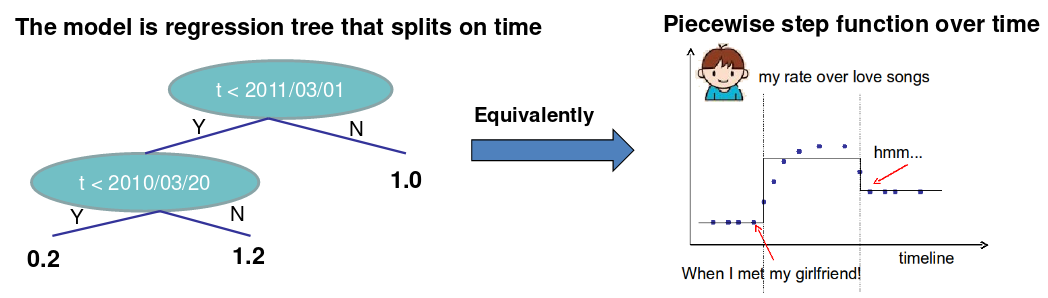 The model is regression tree that splits on time
t < 2011/03/01
Y
N
t < 2010/03/20
1.0
Y
N
0.2
1.2
Equivalently
Piecewise step function over time
my rate over love songs
hmm...
timeline
When I met my girlfriend!